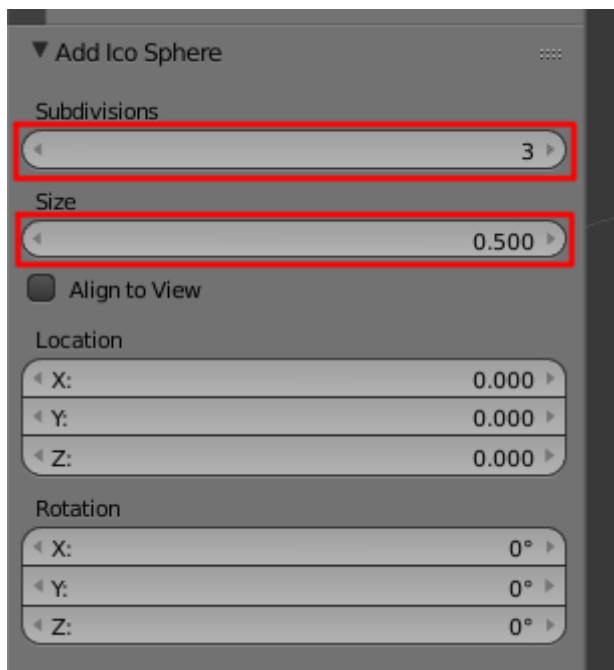 Add Ico Sphere
Subdivisions
3
Size
0.500
Align to View
Location
X: 0.000
Y: 0.000
Z: 0.000
Rotation
X: 0°
Y: 0°
Z: 0°